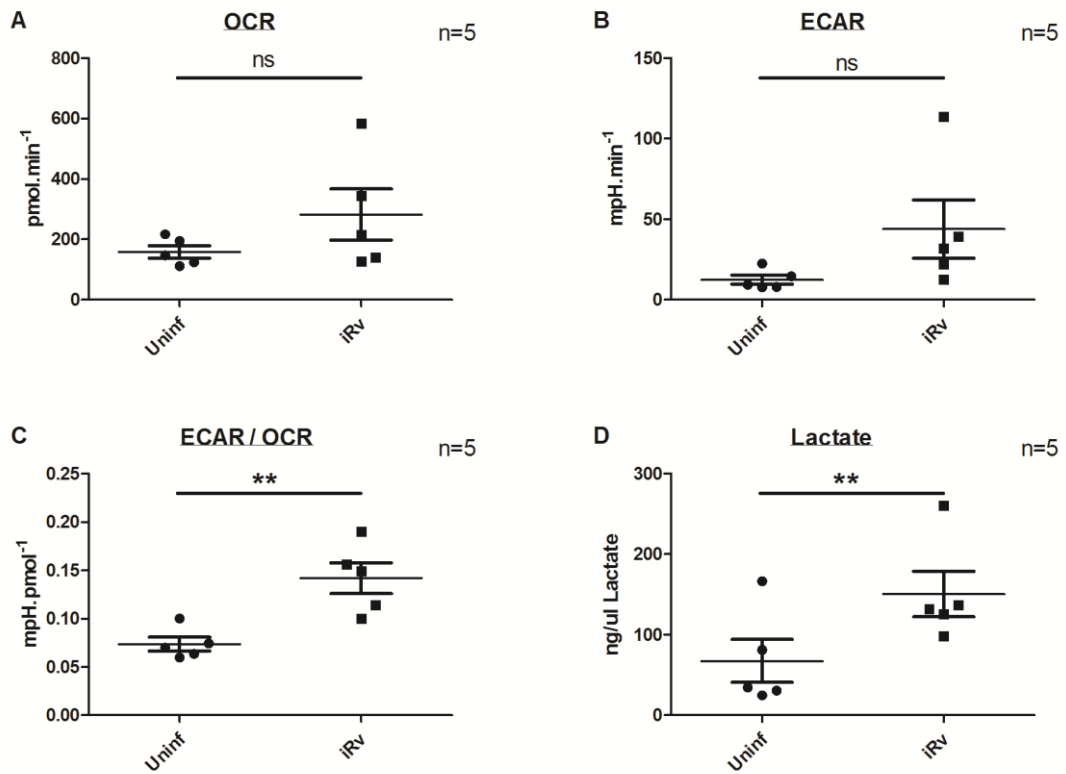 A
OCR
n=5
800
600
400
200
0
pmol.min⁻¹
ns
Uninf
iRv
B
ECAR
n=5
150
100
50
0
mpH.min⁻¹
ns
Uninf
iRv
C
ECAR / OCR
n=5
0.25
0.20
0.15
0.10
0.05
0.00
mpH.pmol⁻¹
**
Uninf
iRv
D
Lactate
n=5
300
200
100
0
ng/ul Lactate
**
Uninf
iRv